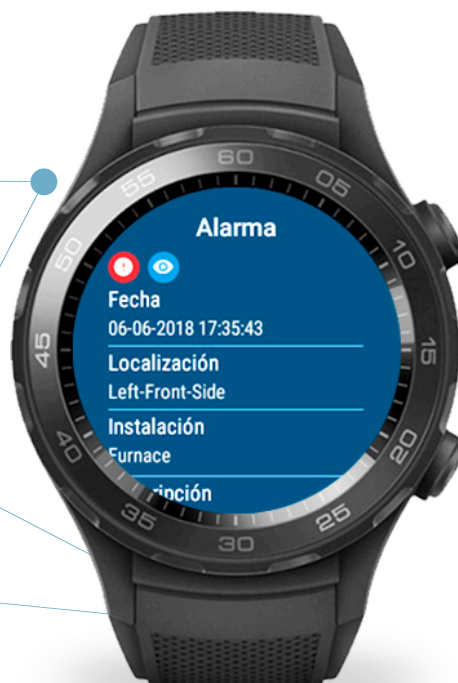 60
55
05
50
10
45
15
40
20
35
25
30
Alarma
Fecha
06-06-2018 17:35:43
Localización
Left-Front-Side
Instalación
Furnace
ripción